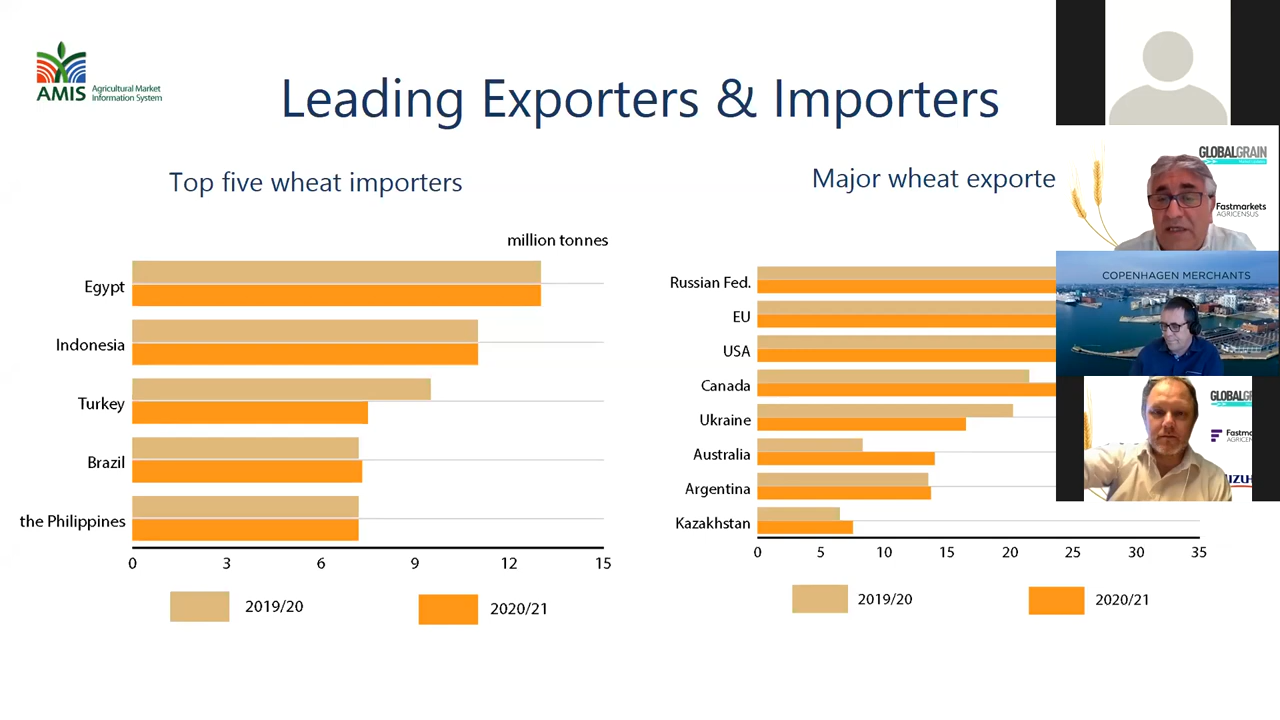 AMIS
Agricultural Market
Information System
Leading Exporters & Importers
Top five wheat importers
million tonnes
Egypt
Indonesia
Turkey
Brazil
the Philippines
0 3 6 9 12 15
2019/20 2020/21
Major wheat exporte
Russian Fed.
EU
USA
Canada
Ukraine
Australia
Argentina
Kazakhstan
0 5 10 15 20 25 30 35
2019/20 2020/21
GLOBALGRAIN
Fastmarkets
AGRICENSUS
COPENHAGEN MERCHANTS
GLOBALGR
Fastm
AGRICEN